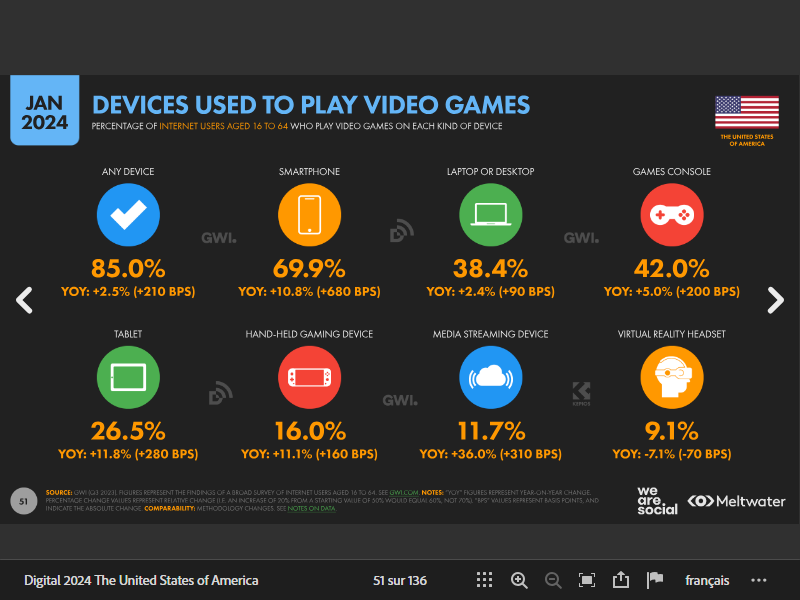 JAN
2024
DEVICES USED TO PLAY VIDEO GAMES
PERCENTAGE OF INTERNET USERS AGED 16 TO 64 WHO PLAY VIDEO GAMES ON EACH KIND OF DEVICE
THE UNITED STATES
OF AMERICA
ANY DEVICE
SMARTPHONE
LAPTOP OR DESKTOP
GAMES CONSOLE
GWI.
GWI.
85.0%
69.9%
38.4%
42.0%
YOY: +2.5% (+210 BPS)
YOY: +10.8% (+680 BPS)
YOY: +2.4% (+90 BPS)
YOY: +5.0% (+200 BPS)
TABLET
HAND-HELD GAMING DEVICE
MEDIA STREAMING DEVICE
VIRTUAL REALITY HEADSET
GWI.
KEPIOS
26.5%
16.0%
11.7%
9.1%
YOY: +11.8% (+280 BPS)
YOY: +11.1% (+160 BPS)
YOY: +36.0% (+310 BPS)
YOY: -7.1% (-70 BPS)
51
SOURCE: GWI (Q3 2023). FIGURES REPRESENT THE FINDINGS OF A BROAD SURVEY OF INTERNET USERS AGED 16 TO 64. SEE GWI.COM. NOTES: "YOY" FIGURES REPRESENT YEAR-ON-YEAR CHANGE.
PERCENTAGE CHANGE VALUES REPRESENT RELATIVE CHANGE (I.E. AN INCREASE OF 20% FROM A STARTING VALUE OF 50% WOULD EQUAL 60%, NOT 70%). "BPS" VALUES REPRESENT BASIS POINTS, AND
INDICATE THE ABSOLUTE CHANGE. COMPARABILITY: METHODOLOGY CHANGES. SEE NOTES ON DATA.
we
are.
social
Meltwater
Digital 2024 The United States of America
51 sur 136
français